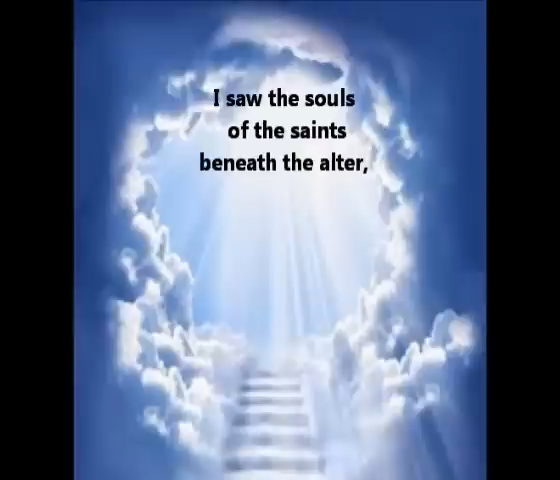 I saw the souls
of the saints
beneath the alter,